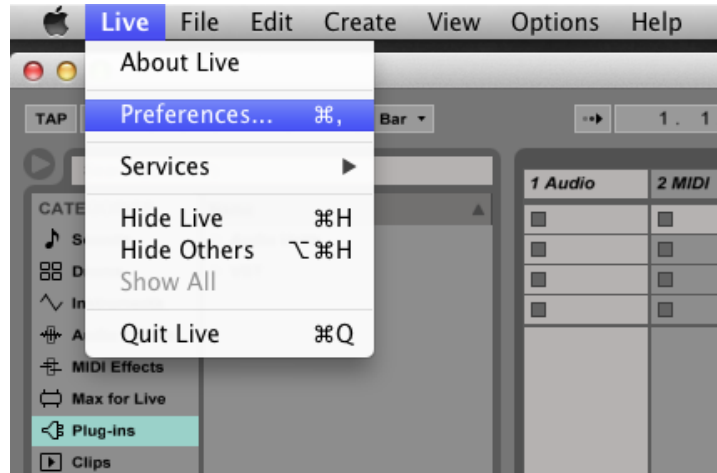 Live File Edit Create View Options Help
About Live
Preferences... ⌘,
Services
Hide Live ⌘H
Hide Others ⌥⌘H
Show All
Quit Live ⌘Q
TAP
Bar
1. 1
CATE
MIDI Effects
Max for Live
Plug-ins
Clips
1 Audio
2 MIDI